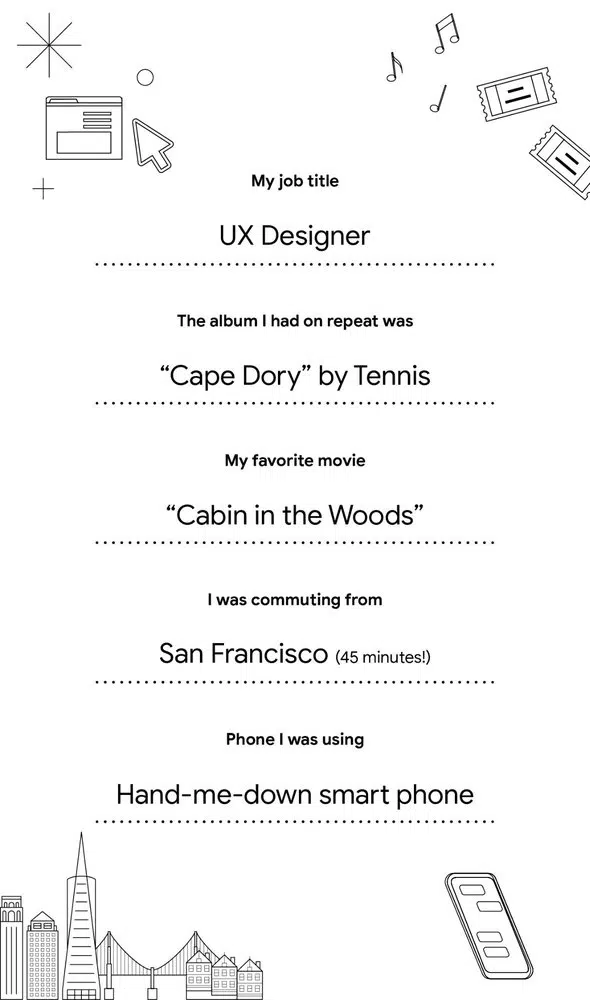 My job title
UX Designer
The album I had on repeat was
“Cape Dory” by Tennis
My favorite movie
“Cabin in the Woods”
I was commuting from
San Francisco (45 minutes!)
Phone I was using
Hand-me-down smart phone